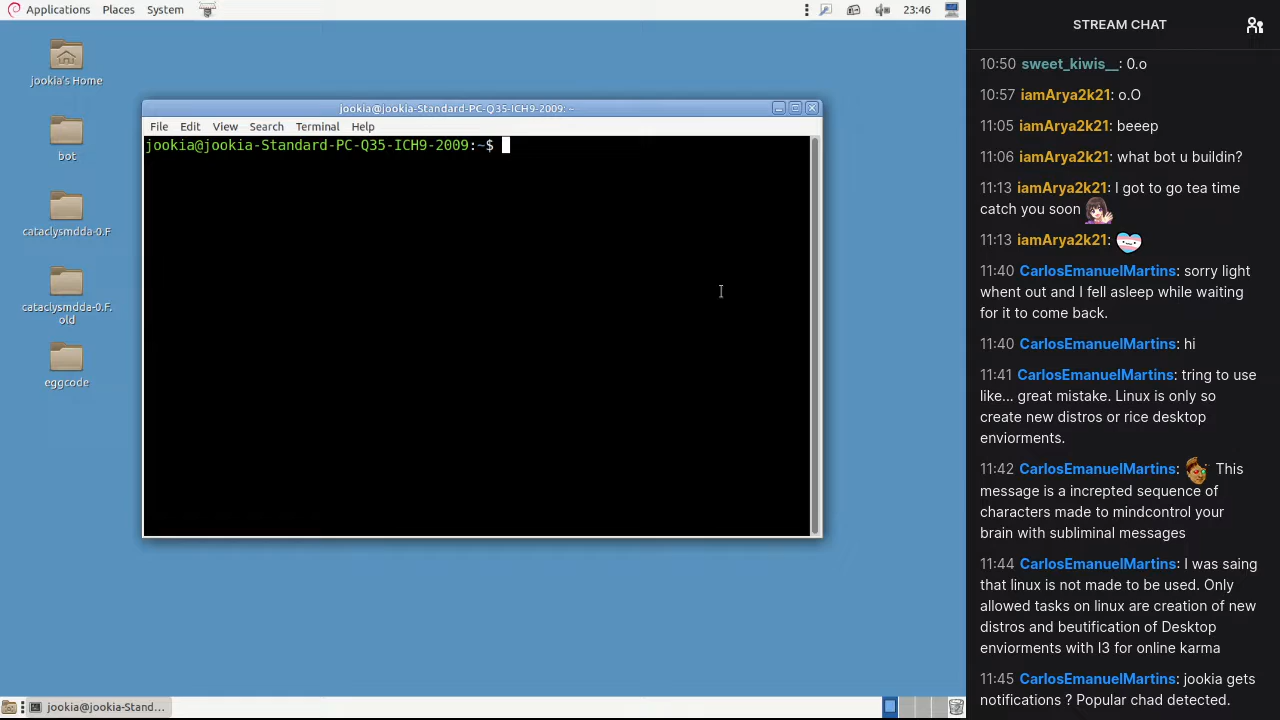 Applications Places System 23:46
jookia's Home
bot
cataclysmdda-0.F
cataclysmdda-0.F.
old
eggcode
jookia@jookia-Standard-PC-Q35-ICH9-2009: ~
File Edit View Search Terminal Help
jookia@jookia-Standard-PC-Q35-ICH9-2009:~$
jookia@jookia-Stand...
STREAM CHAT
10:50 sweet_kiwis__: 0.o
10:57 iamArya2k21: o.O
11:05 iamArya2k21: beeep
11:06 iamArya2k21: what bot u buildin?
11:13 iamArya2k21: I got to go tea time
catch you soon
11:13 iamArya2k21:
11:40 CarlosEmanuelMartins: sorry light
whent out and I fell asleep while waiting
for it to come back.
11:40 CarlosEmanuelMartins: hi
11:41 CarlosEmanuelMartins: tring to use
like... great mistake. Linux is only so
create new distros or rice desktop
enviorments.
11:42 CarlosEmanuelMartins: This
message is a increpted sequence of
characters made to mindcontrol your
brain with subliminal messages
11:44 CarlosEmanuelMartins: I was saing
that linux is not made to be used. Only
allowed tasks on linux are creation of new
distros and beutification of Desktop
enviorments with I3 for online karma
11:45 CarlosEmanuelMartins: jookia gets
notifications ? Popular chad detected.